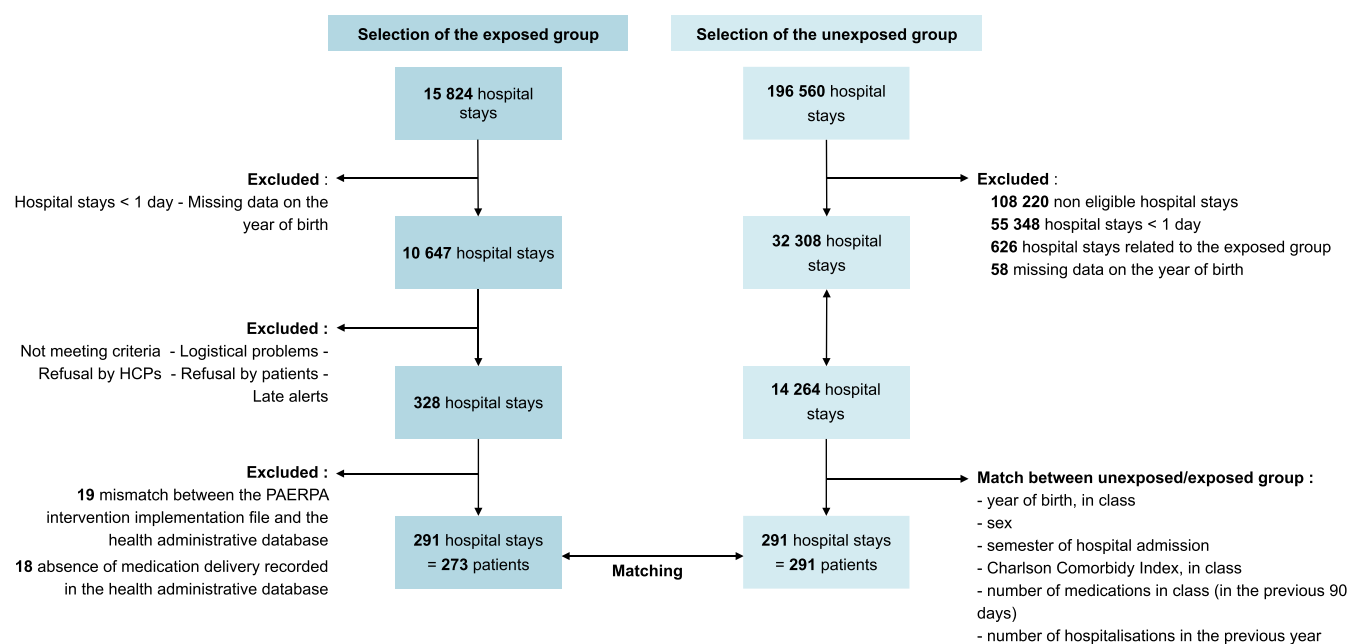 Selection of the exposed group
Selection of the unexposed group
15 824 hospital
stays
196 560 hospital
stays
Excluded :
Hospital stays < 1 day - Missing data on the
year of birth
Excluded :
108 220 non eligible hospital stays
55 348 hospital stays < 1 day
626 hospital stays related to the exposed group
58 missing data on the year of birth
10 647 hospital stays
32 308 hospital
stays
Excluded :
Not meeting criteria - Logistical problems -
Refusal by HCPs - Refusal by patients -
Late alerts
328 hospital stays
14 264 hospital
stays
Excluded :
19 mismatch between the PAERPA
intervention implementation file and the
health administrative database
18 absence of medication delivery recorded
in the health administrative database
Match between unexposed/exposed group :
- year of birth, in class
- sex
- semester of hospital admission
- Charlson Comorbidy Index, in class
- number of medications in class (in the previous 90
days)
- number of hospitalisations in the previous year
291 hospital stays
= 273 patients
Matching
291 hospital stays
= 291 patients